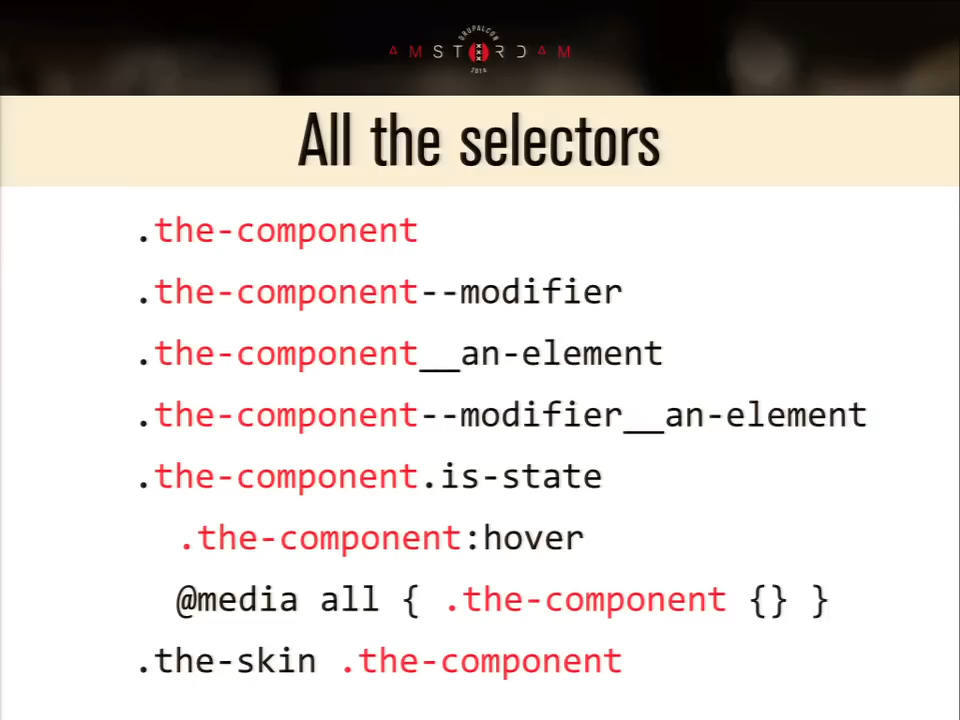 DRUPALCON
AMSTERDAM
2014
All the selectors
.the-component
.the-component--modifier
.the-component__an-element
.the-component--modifier__an-element
.the-component.is-state
.the-component:hover
@media all { .the-component {} }
.the-skin .the-component